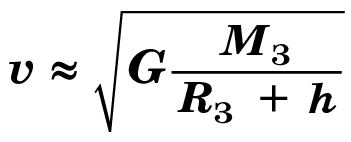 v ≈ √(G M₃ / (R₃ + h))